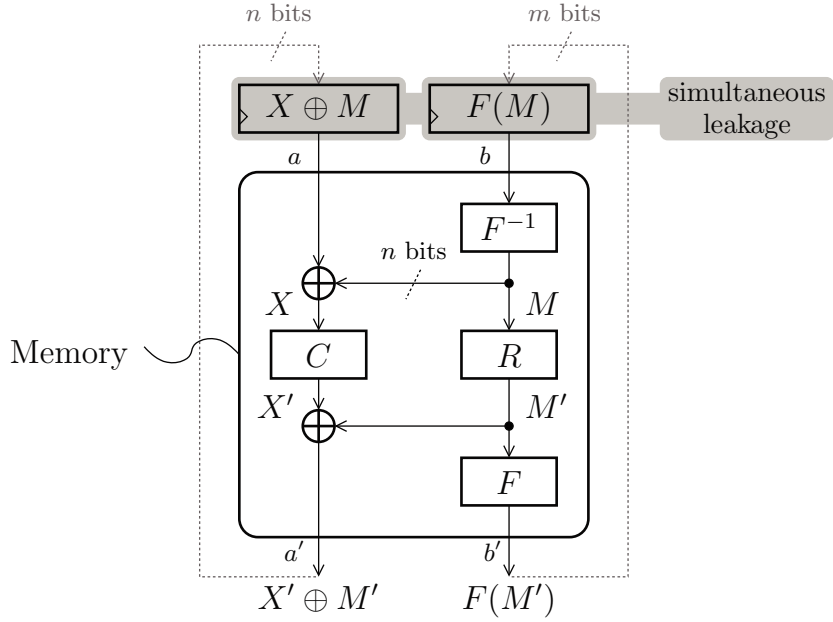 n bits
m bits
X ⊕ M
F(M)
simultaneous
leakage
a
b
F⁻¹
n bits
X
M
Memory
C
R
X′
M′
F
a′
b′
X′ ⊕ M′
F(M′)